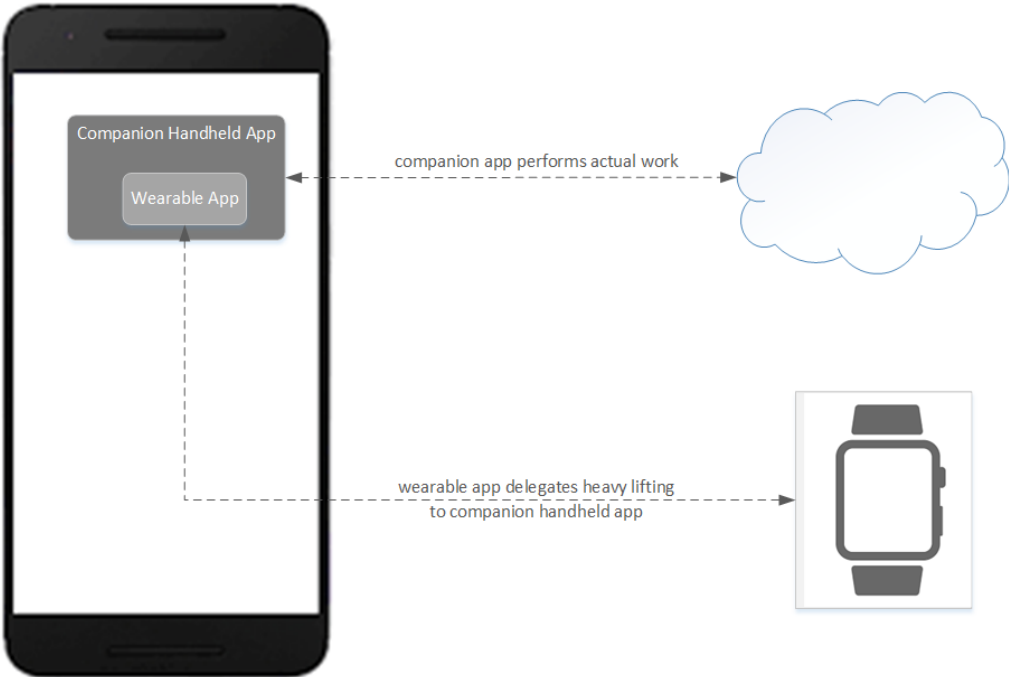 Companion Handheld App
Wearable App
companion app performs actual work
wearable app delegates heavy lifting
to companion handheld app